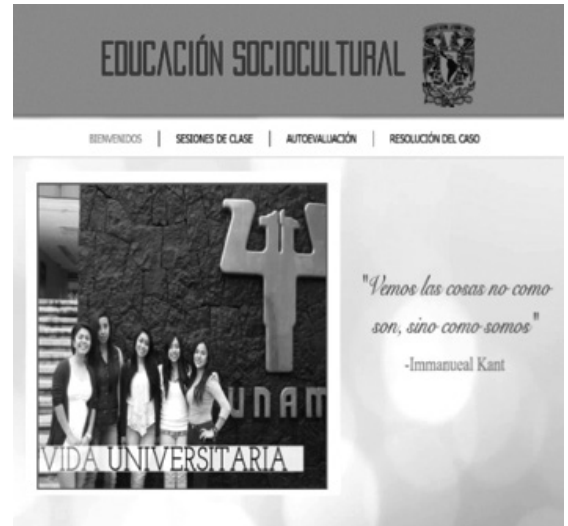 EDUCACIÓN SOCIOCULTURAL
BIENVENIDOS | SESIONES DE CLASE | AUTOEVALUACIÓN | RESOLUCIÓN DEL CASO
"Vemos las cosas no como
son, sino como somos"
-Immanueal Kant
UNAM
VIDA UNIVERSITARIA